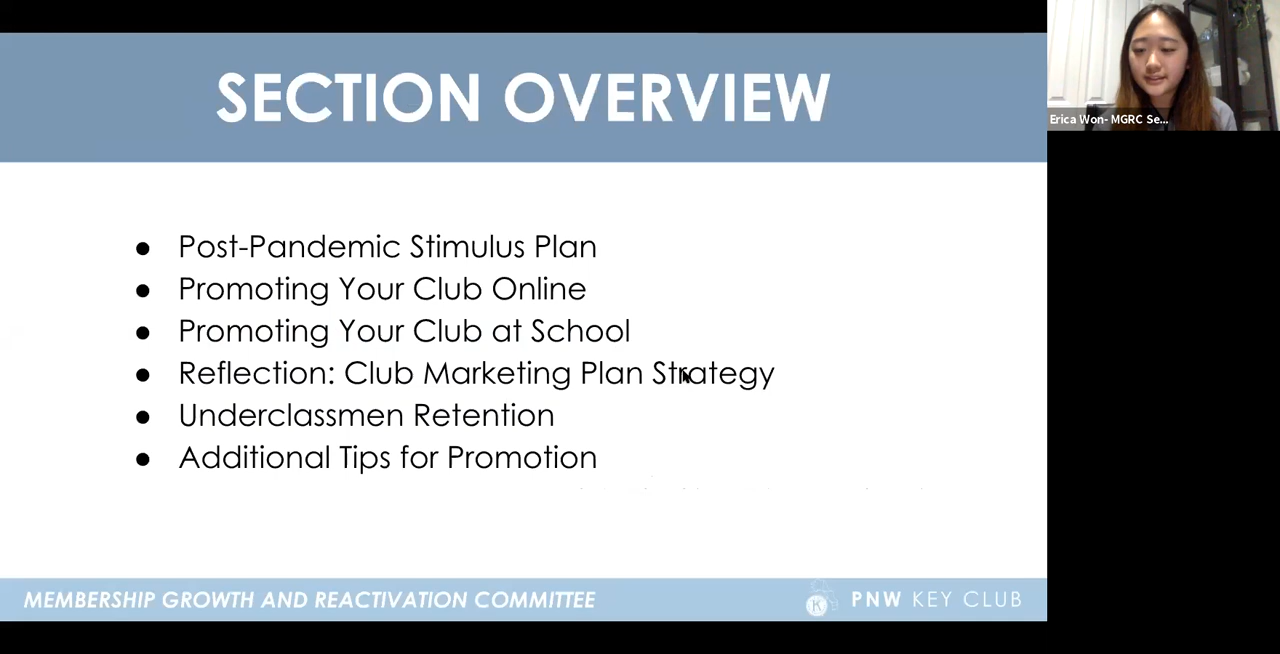 SECTION OVERVIEW
Erica Won- MGRC Se...
● Post-Pandemic Stimulus Plan
● Promoting Your Club Online
● Promoting Your Club at School
● Reflection: Club Marketing Plan Strategy
● Underclassmen Retention
● Additional Tips for Promotion
MEMBERSHIP GROWTH AND REACTIVATION COMMITTEE
K
PNW KEY CLUB